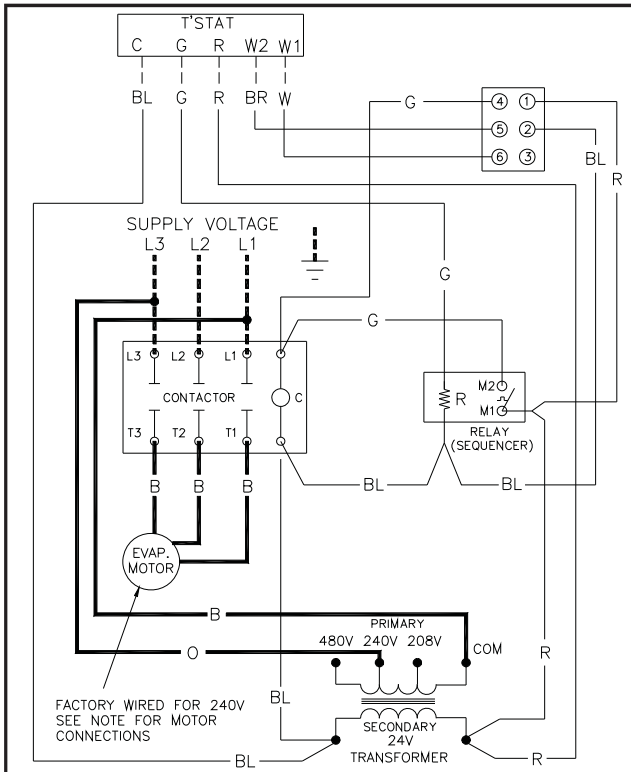 T'STAT
C G R W2 W1
BL G R BR W
G
4 1
5 2
6 3
BL
R
SUPPLY VOLTAGE
L3 L2 L1
G
G
L3 L2 L1
CONTACTOR
C
T3 T2 T1
R
M2
M1
RELAY
(SEQUENCER)
B B B
BL
BL
EVAP.
MOTOR
B
PRIMARY
480V 240V 208V
COM
O
R
BL
FACTORY WIRED FOR 240V
SEE NOTE FOR MOTOR
CONNECTIONS
SECONDARY
24V
TRANSFORMER
BL
R